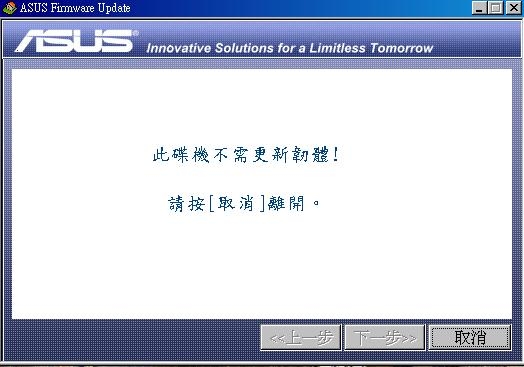 ASUS Firmware Update
ASUS® Innovative Solutions for a Limitless Tomorrow
此碟機不需更新韌體!
請按[取消]離開。
<<上一步 下一步>> 取消